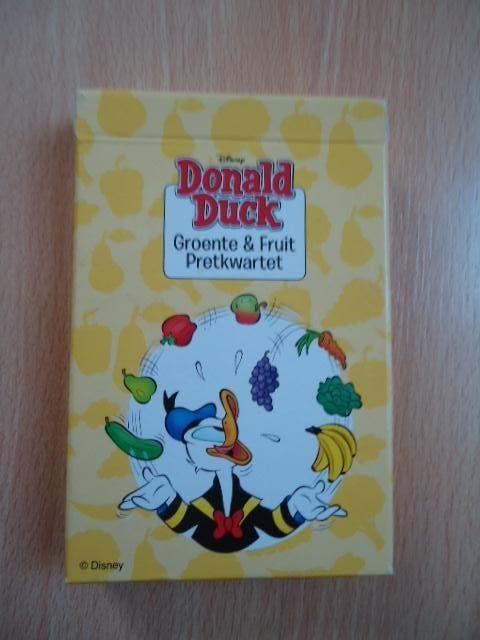 Disney
Donald
Duck
Groente & Fruit
Pretkwartet
© Disney